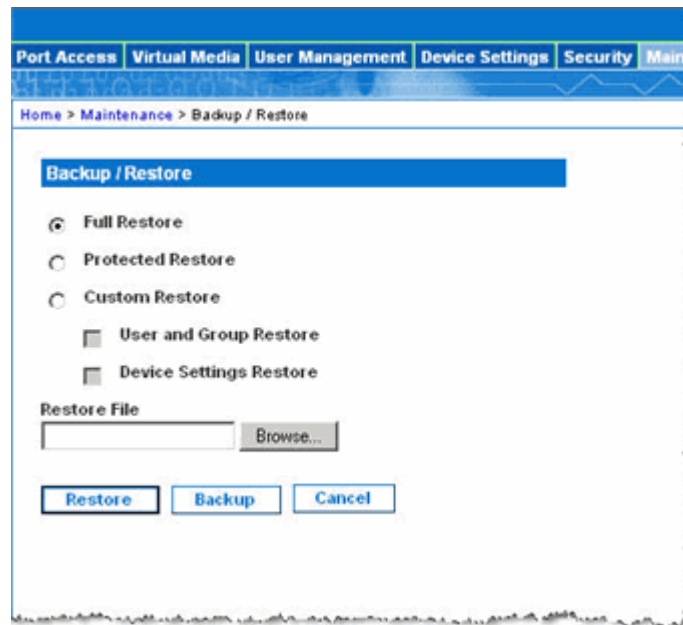 Port Access Virtual Media User Management Device Settings Security Main
Home > Maintenance > Backup / Restore
Backup / Restore
Full Restore
Protected Restore
Custom Restore
User and Group Restore
Device Settings Restore
Restore File
Browse...
Restore Backup Cancel